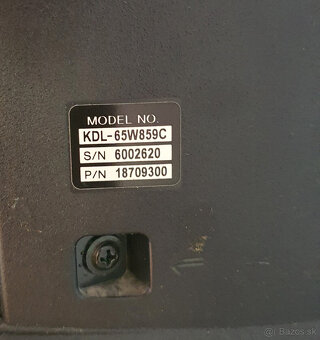 MODEL NO.
KDL-65W859C
S/N 6002620
P/N 18709300
Bazos.sk